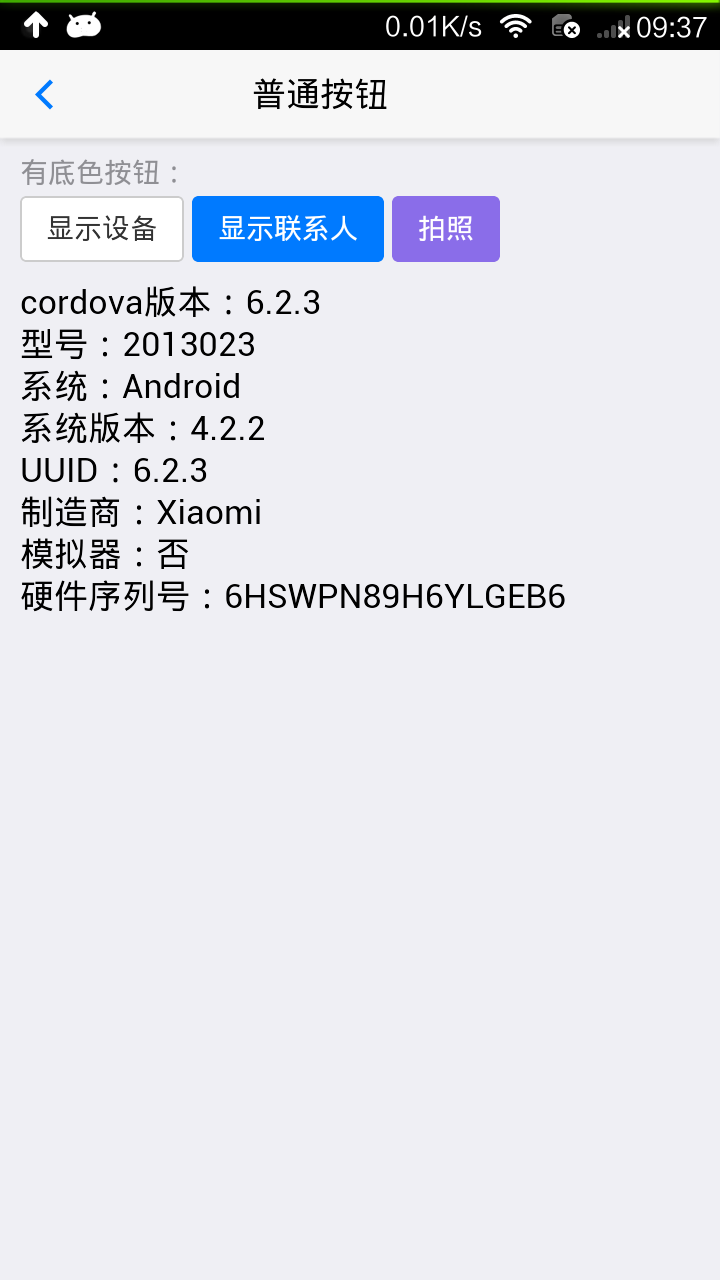 0.01K/s 09:37
普通按钮
有底色按钮：
显示设备 显示联系人 拍照
cordova版本：6.2.3
型号：2013023
系统：Android
系统版本：4.2.2
UUID：6.2.3
制造商：Xiaomi
模拟器：否
硬件序列号：6HSWPN89H6YLGEB6